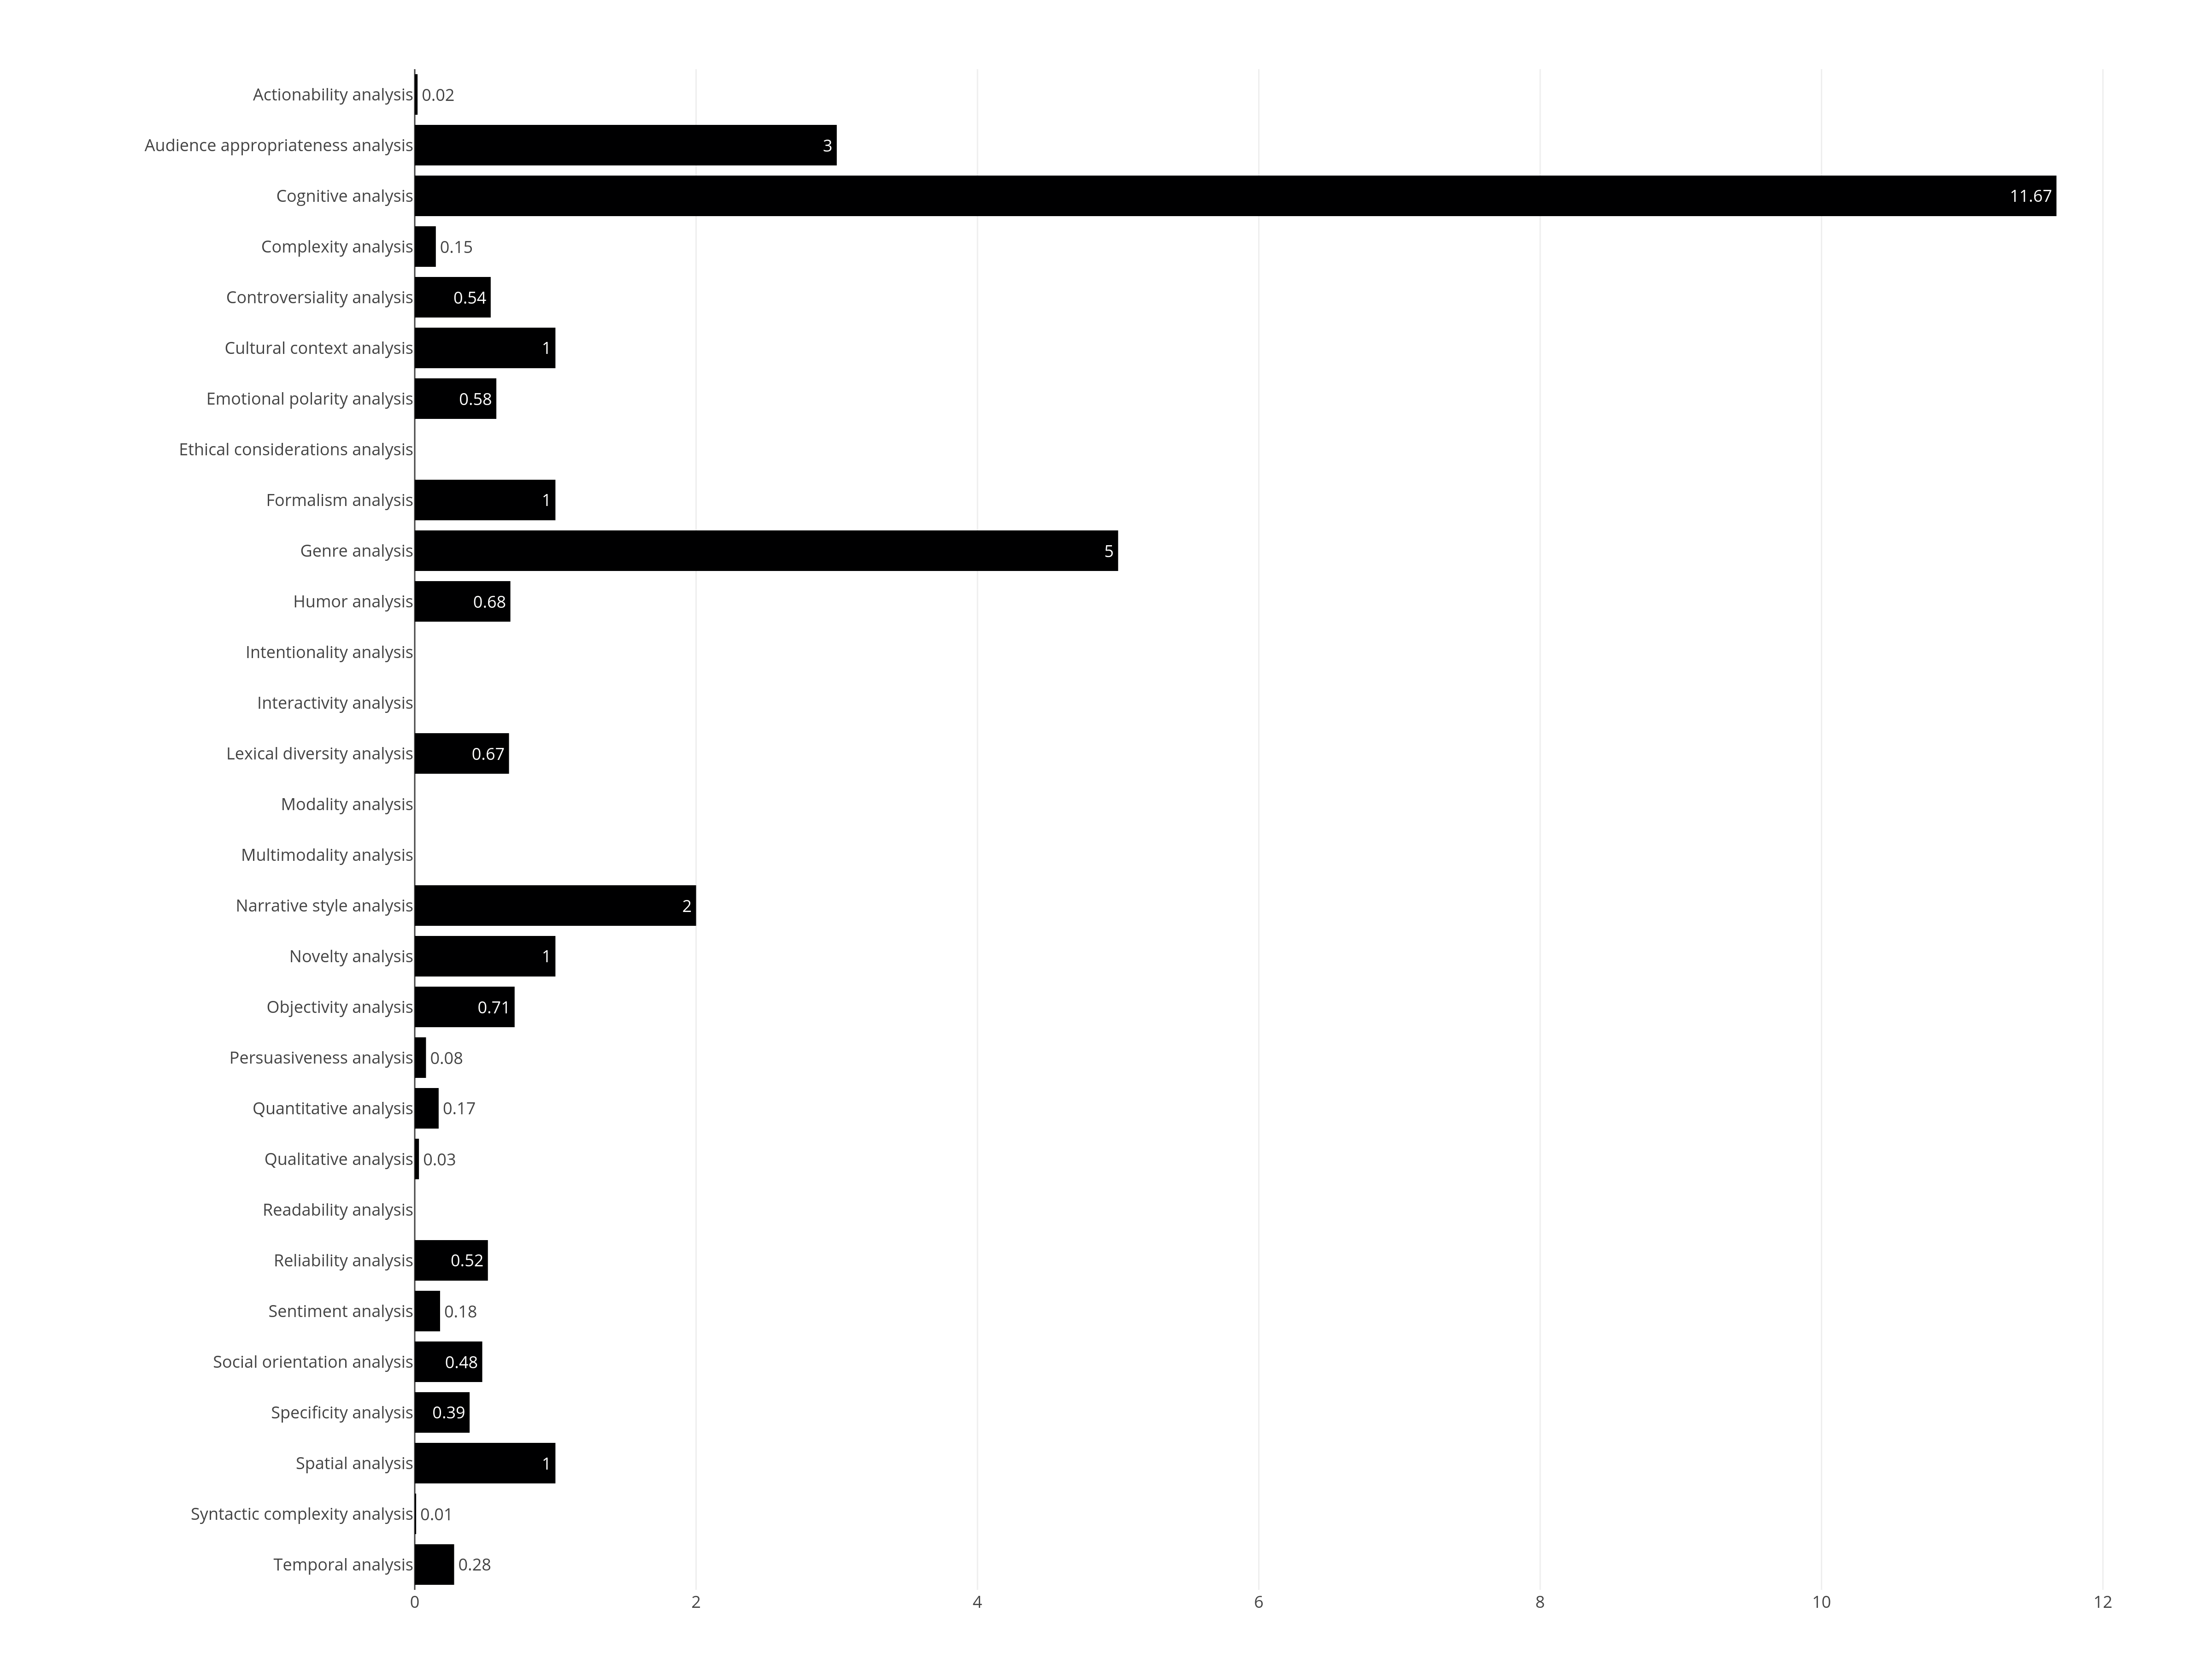 Actionability analysis 0.02
Audience appropriateness analysis 3
Cognitive analysis 11.67
Complexity analysis 0.15
Controversiality analysis 0.54
Cultural context analysis 1
Emotional polarity analysis 0.58
Ethical considerations analysis
Formalism analysis 1
Genre analysis 5
Humor analysis 0.68
Intentionality analysis
Interactivity analysis
Lexical diversity analysis 0.67
Modality analysis
Multimodality analysis
Narrative style analysis 2
Novelty analysis 1
Objectivity analysis 0.71
Persuasiveness analysis 0.08
Quantitative analysis 0.17
Qualitative analysis 0.03
Readability analysis
Reliability analysis 0.52
Sentiment analysis 0.18
Social orientation analysis 0.48
Specificity analysis 0.39
Spatial analysis 1
Syntactic complexity analysis 0.01
Temporal analysis 0.28
0 2 4 6 8 10 12